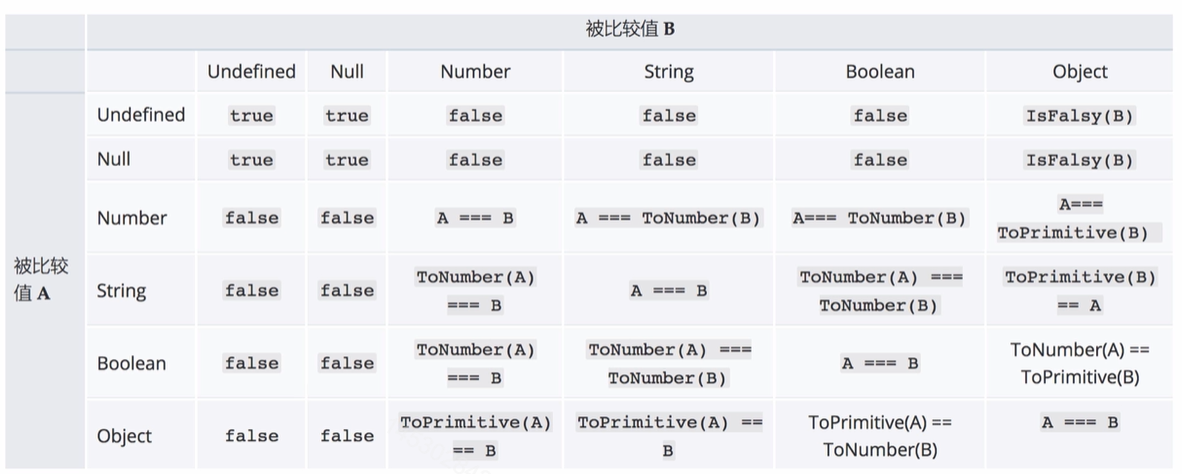 被比较值 B
Undefined Null Number String Boolean Object
Undefined true true false false false IsFalsy(B)
Null true true false false false IsFalsy(B)
Number false false A === B A === ToNumber(B) A=== ToNumber(B) A===
ToPrimitive(B)
被比较
值 A
String false false ToNumber(A)
=== B
A === B
ToNumber(A) ===
ToNumber(B)
ToPrimitive(B)
== A
Boolean false false ToNumber(A)
=== B
ToNumber(A) ===
ToNumber(B)
A === B
ToNumber(A) ==
ToPrimitive(B)
Object false false ToPrimitive(A)
== B
ToPrimitive(A) ==
B
ToPrimitive(A) ==
ToNumber(B)
A === B